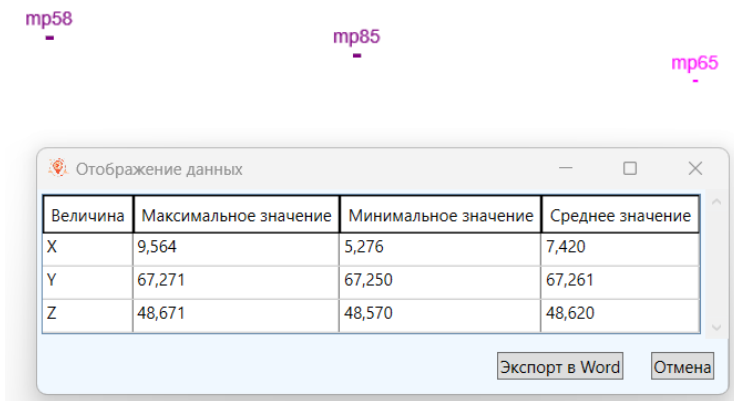 mp58
mp85
mp65
Отображение данных
Величина Максимальное значение Минимальное значение Среднее значение
X 9,564 5,276 7,420
Y 67,271 67,250 67,261
Z 48,671 48,570 48,620
Экспорт в Word Отмена